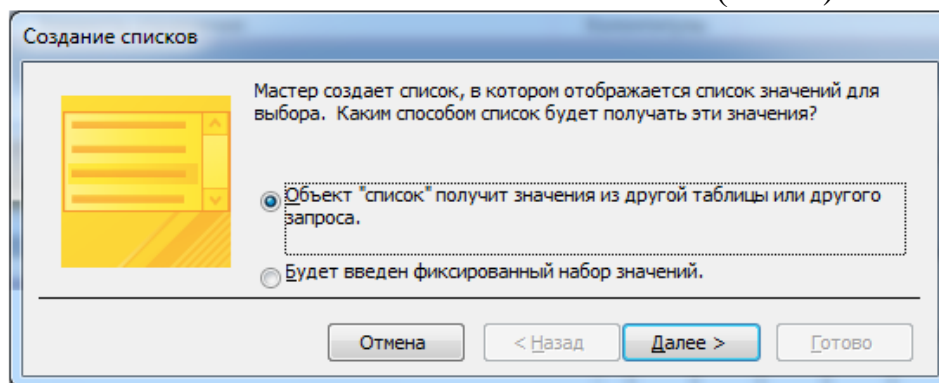 Создание списков
Мастер создает список, в котором отображается список значений для
выбора. Каким способом список будет получать эти значения?
Объект "список" получит значения из другой таблицы или другого
запроса.
Будет введен фиксированный набор значений.
Отмена
< Назад
Далее >
Готово